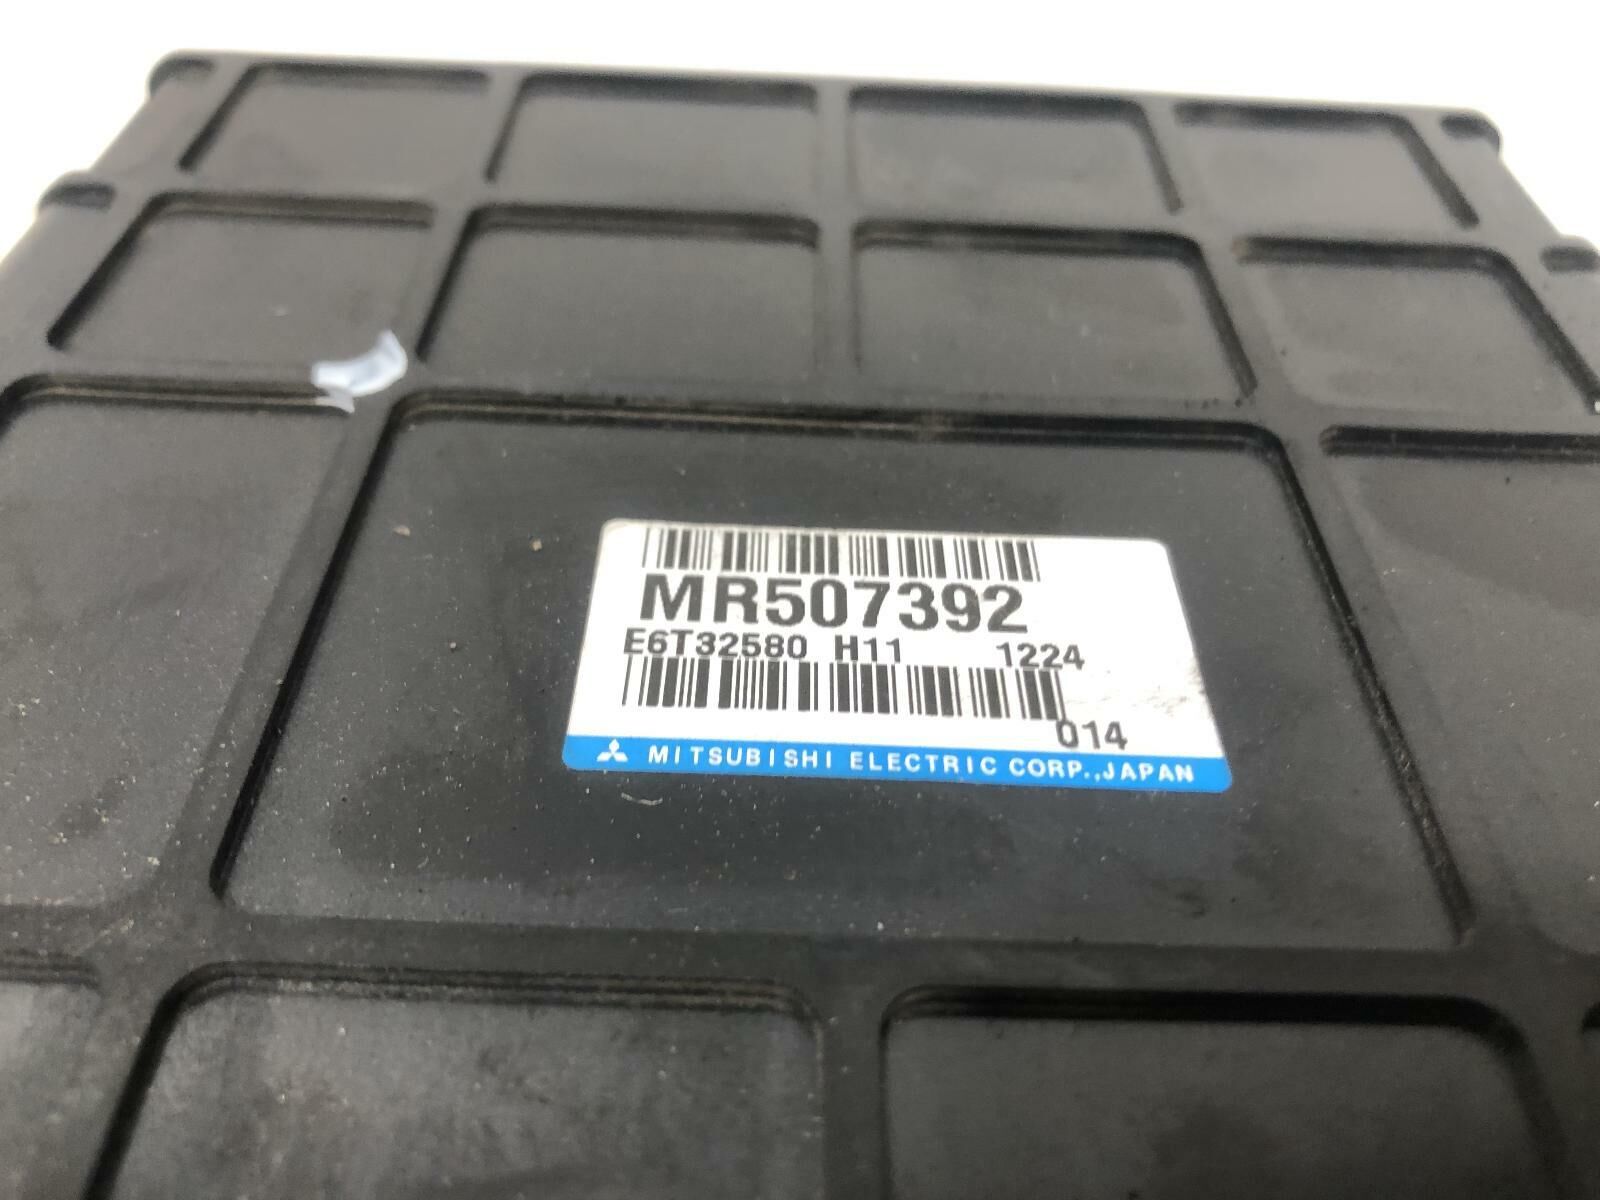 MR507392
E6T32580 H11 1224
014
MITSUBISHI ELECTRIC CORP.,JAPAN